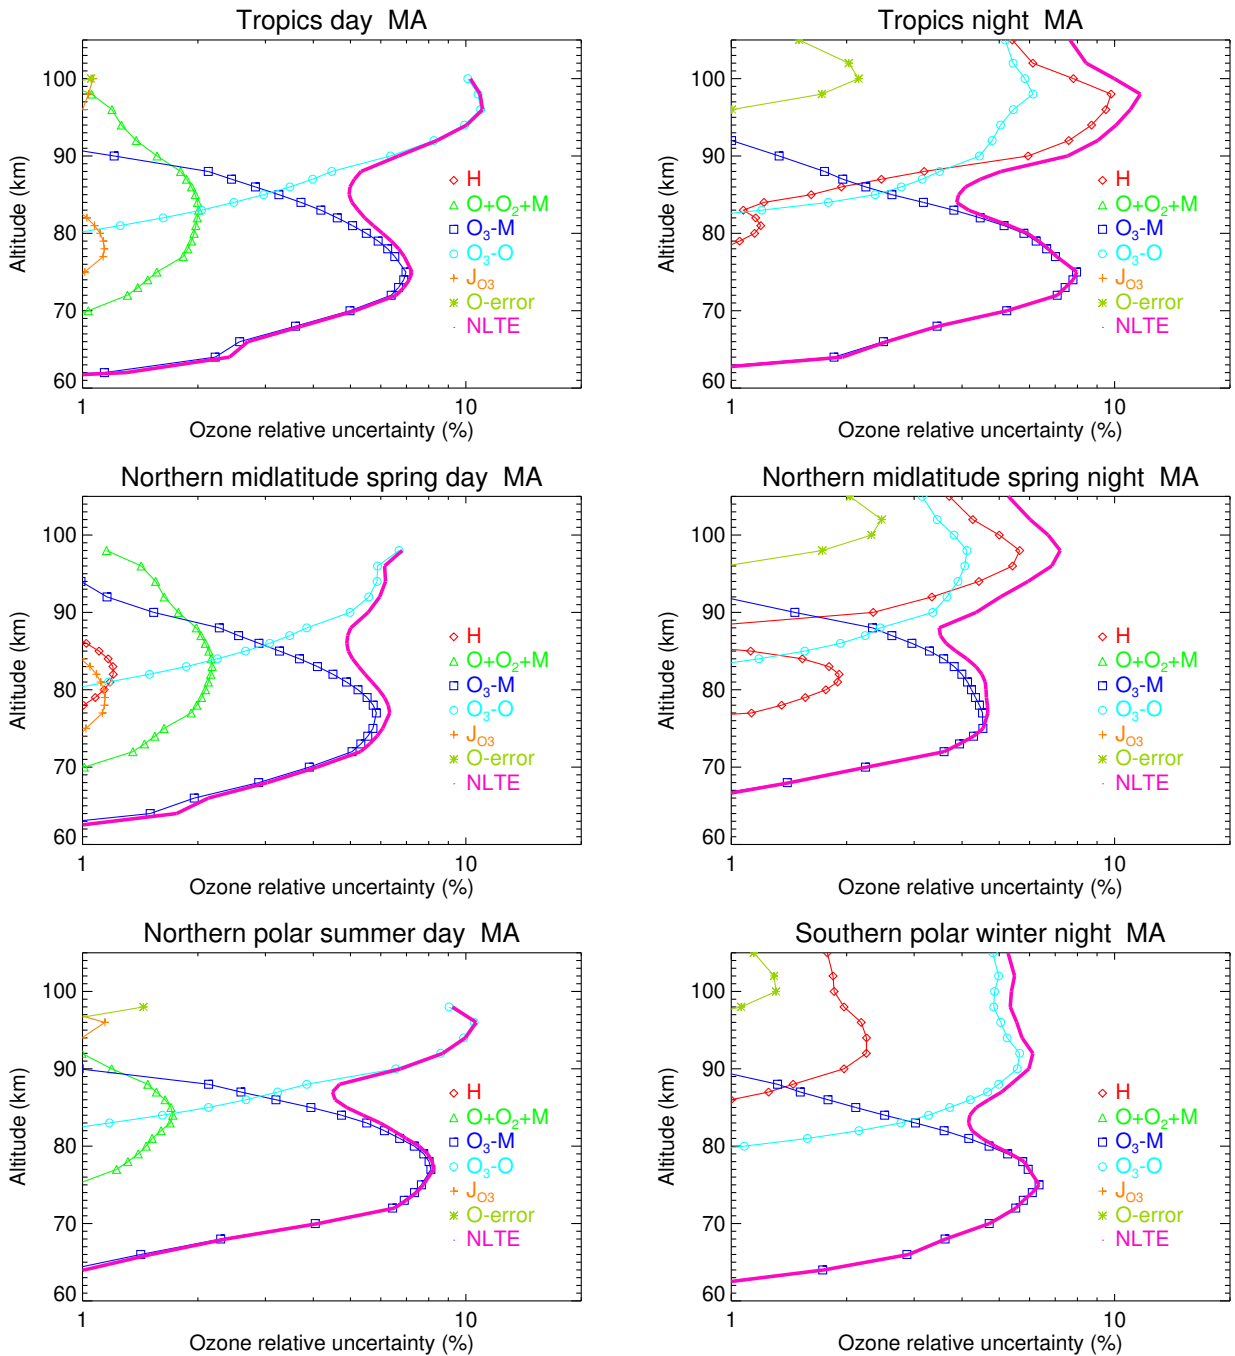 Tropics day MA
100
90
80
70
60
Altitude (km)
H
O+O₂+M
O₃-M
O₃-O
J_O3
O-error
NLTE
1
10
Ozone relative uncertainty (%)
Tropics night MA
100
90
80
70
60
Altitude (km)
H
O+O₂+M
O₃-M
O₃-O
J_O3
O-error
NLTE
1
10
Ozone relative uncertainty (%)
Northern midlatitude spring day MA
100
90
80
70
60
Altitude (km)
H
O+O₂+M
O₃-M
O₃-O
J_O3
O-error
NLTE
1
10
Ozone relative uncertainty (%)
Northern midlatitude spring night MA
100
90
80
70
60
Altitude (km)
H
O+O₂+M
O₃-M
O₃-O
J_O3
O-error
NLTE
1
10
Ozone relative uncertainty (%)
Northern polar summer day MA
100
90
80
70
60
Altitude (km)
H
O+O₂+M
O₃-M
O₃-O
J_O3
O-error
NLTE
1
10
Ozone relative uncertainty (%)
Southern polar winter night MA
100
90
80
70
60
Altitude (km)
H
O+O₂+M
O₃-M
O₃-O
J_O3
O-error
NLTE
1
10
Ozone relative uncertainty (%)